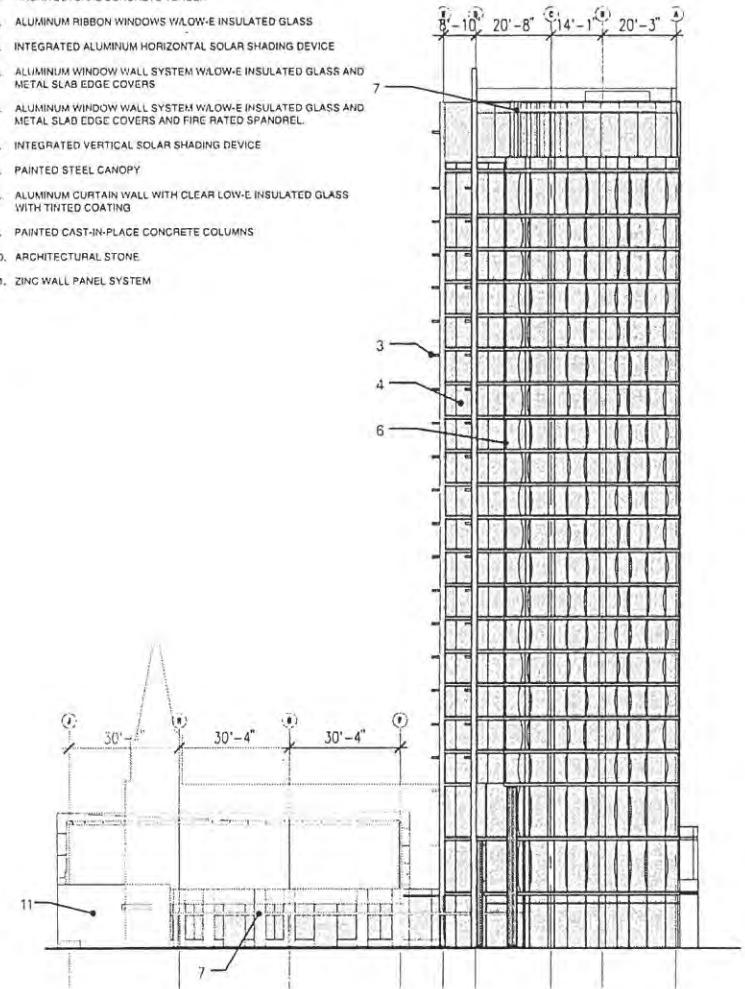 ALUMINUM RIBBON WINDOWS W/LOW-E INSULATED GLASS
INTEGRATED ALUMINUM HORIZONTAL SOLAR SHADING DEVICE
ALUMINUM WINDOW WALL SYSTEM W/LOW-E INSULATED GLASS AND
METAL SLAB EDGE COVERS
ALUMINUM WINDOW WALL SYSTEM W/LOW-E INSULATED GLASS AND
METAL SLAB EDGE COVERS AND FIRE RATED SPANDREL.
INTEGRATED VERTICAL SOLAR SHADING DEVICE
PAINTED STEEL CANOPY
ALUMINUM CURTAIN WALL WITH CLEAR LOW-E INSULATED GLASS
WITH TINTED COATING
PAINTED CAST-IN-PLACE CONCRETE COLUMNS
ARCHITECTURAL STONE
ZINC WALL PANEL SYSTEM
C A
8'-10 20'-8" 14'-1" 20'-3"
7
3
4
6
30'-4" 30'-4"
11
7